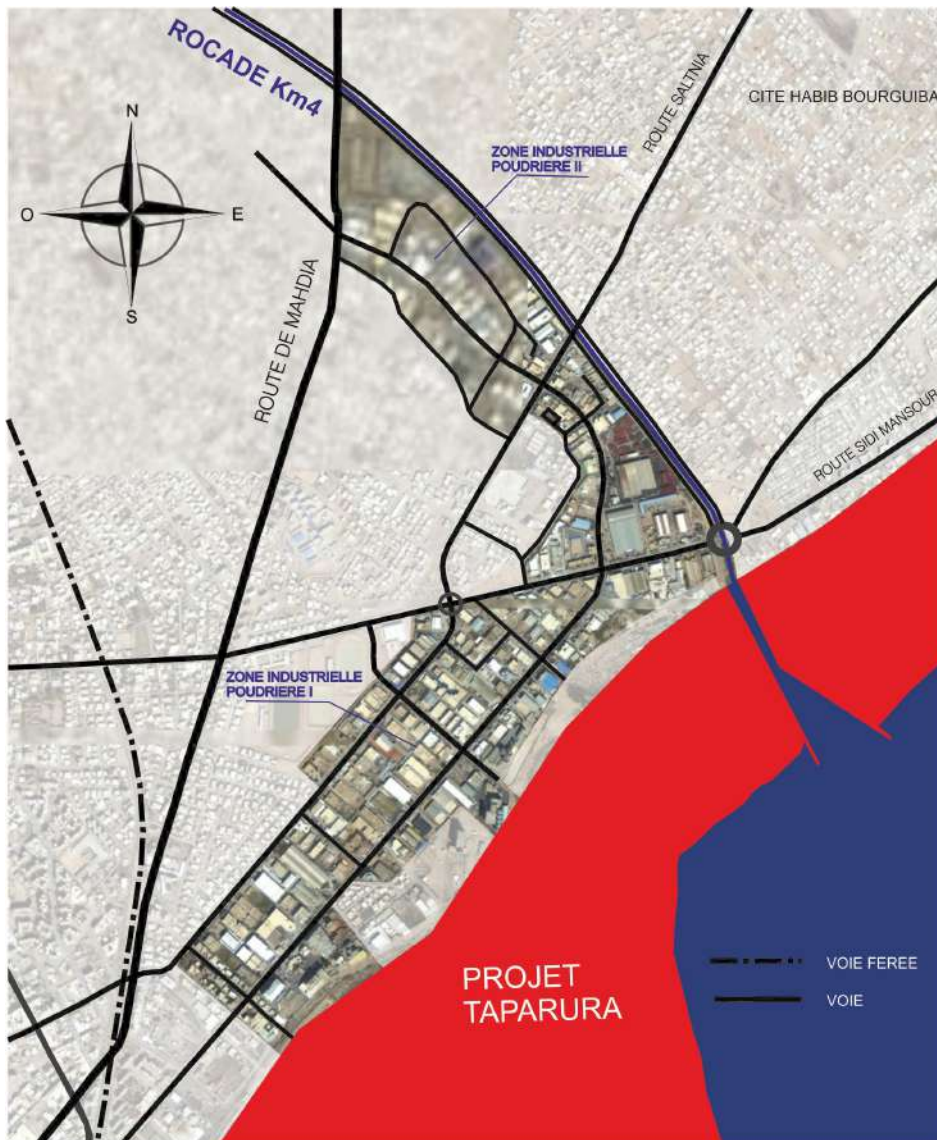 ROCADE Km4
ROUTE SALTNIA
CITE HABIB BOURGUIBA
N
O
E
S
ZONE INDUSTRIELLE
POUDRIERE II
ROUTE DE MAHDIA
ROUTE SIDI MANSOUR
ZONE INDUSTRIELLE
POUDRIERE I
PROJET
TAPARURA
VOIE FEREE
VOIE